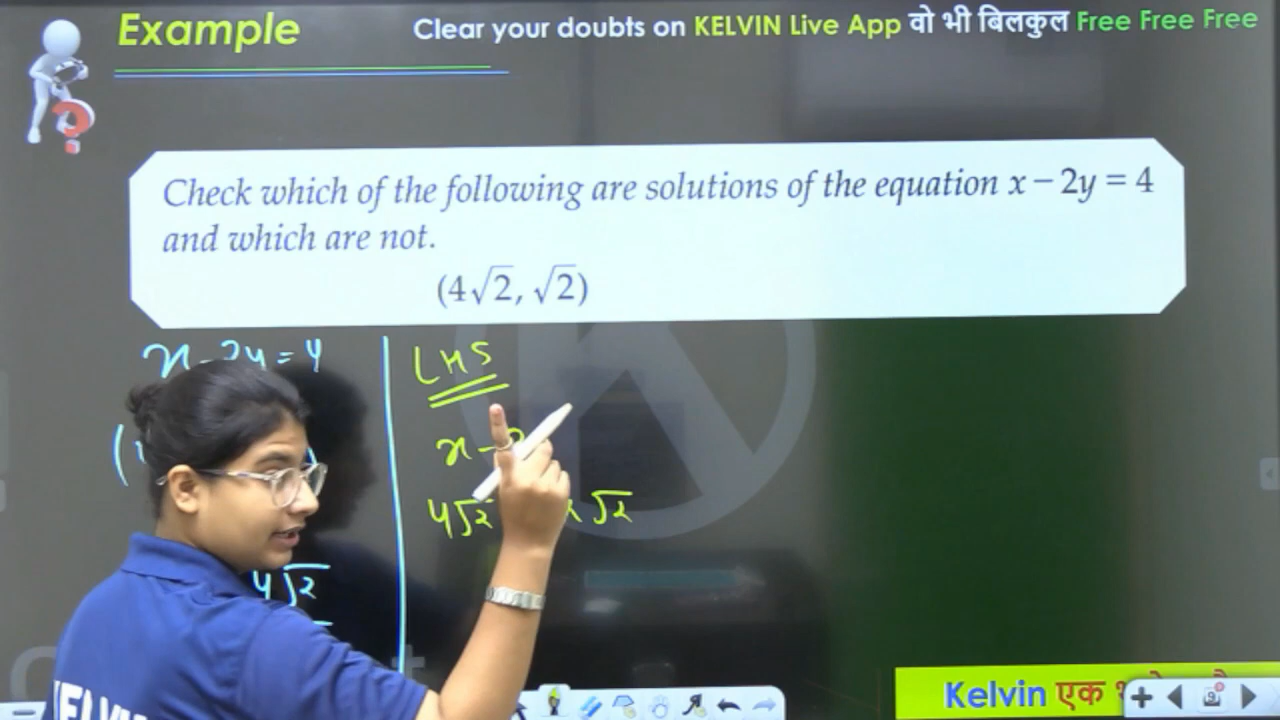 Example
Clear your doubts on KELVIN Live App वो भी बिलकुल Free Free Free
Check which of the following are solutions of the equation x − 2y = 4
and which are not.
(4√2, √2)
x - 2y = 4
LHS
x -
4√2
√2
4√2
Kelvin एक